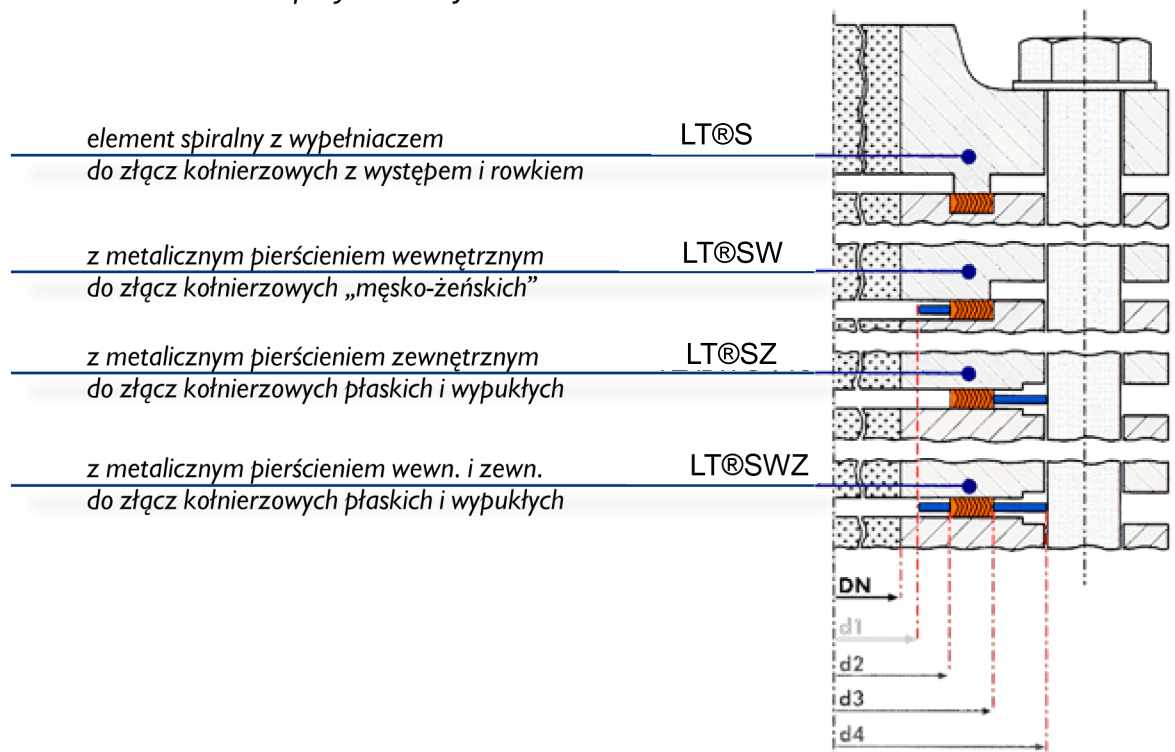 element spiralny z wypełniaczem LT®S
do złącz kołnierzowych z występem i rowkiem
z metalicznym pierścieniem wewnętrznym LT®SW
do złącz kołnierzowych „męsko-żeńskich”
z metalicznym pierścieniem zewnętrznym LT®SZ
do złącz kołnierzowych płaskich i wypukłych
z metalicznym pierścieniem wewn. i zewn. LT®SWZ
do złącz kołnierzowych płaskich i wypukłych
DN
d1
d2
d3
d4